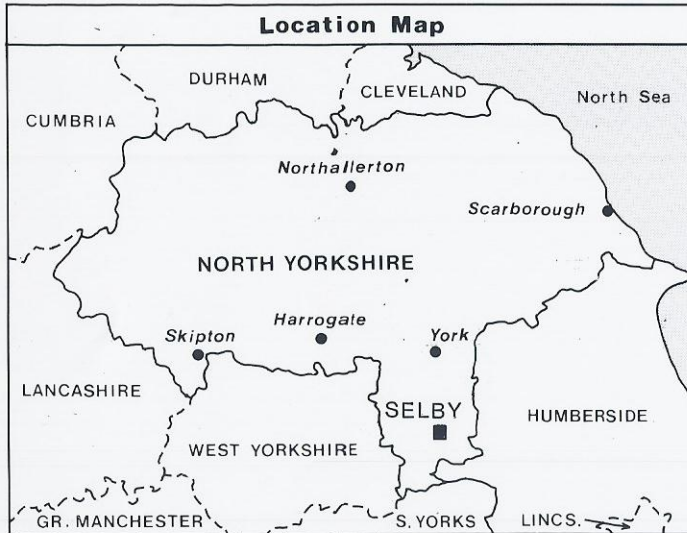 Location Map
DURHAM
CLEVELAND
North Sea
CUMBRIA
Northallerton
Scarborough
NORTH YORKSHIRE
Skipton
Harrogate
York
LANCASHIRE
SELBY
HUMBERSIDE
WEST YORKSHIRE
GR. MANCHESTER
S. YORKS
LINCS.